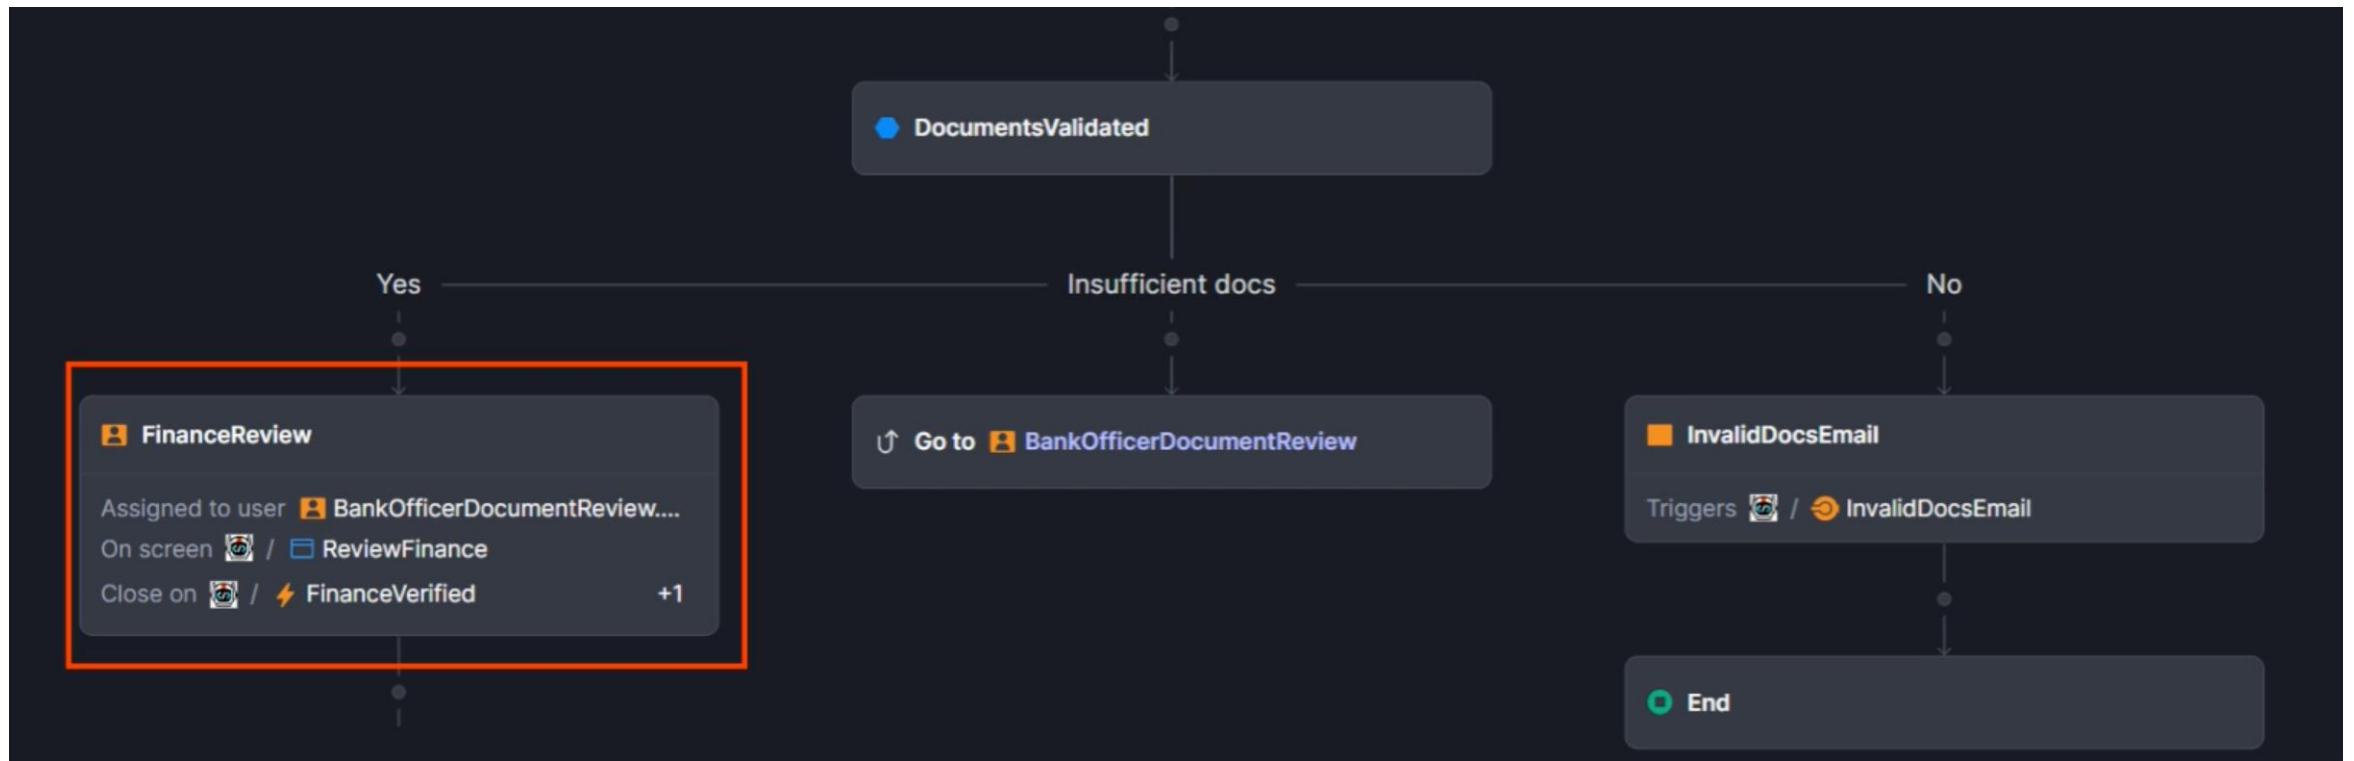 DocumentsValidated
Yes
Insufficient docs
No
FinanceReview
Assigned to user BankOfficerDocumentReview....
On screen / ReviewFinance
Close on / FinanceVerified +1
Go to BankOfficerDocumentReview
InvalidDocsEmail
Triggers / InvalidDocsEmail
End